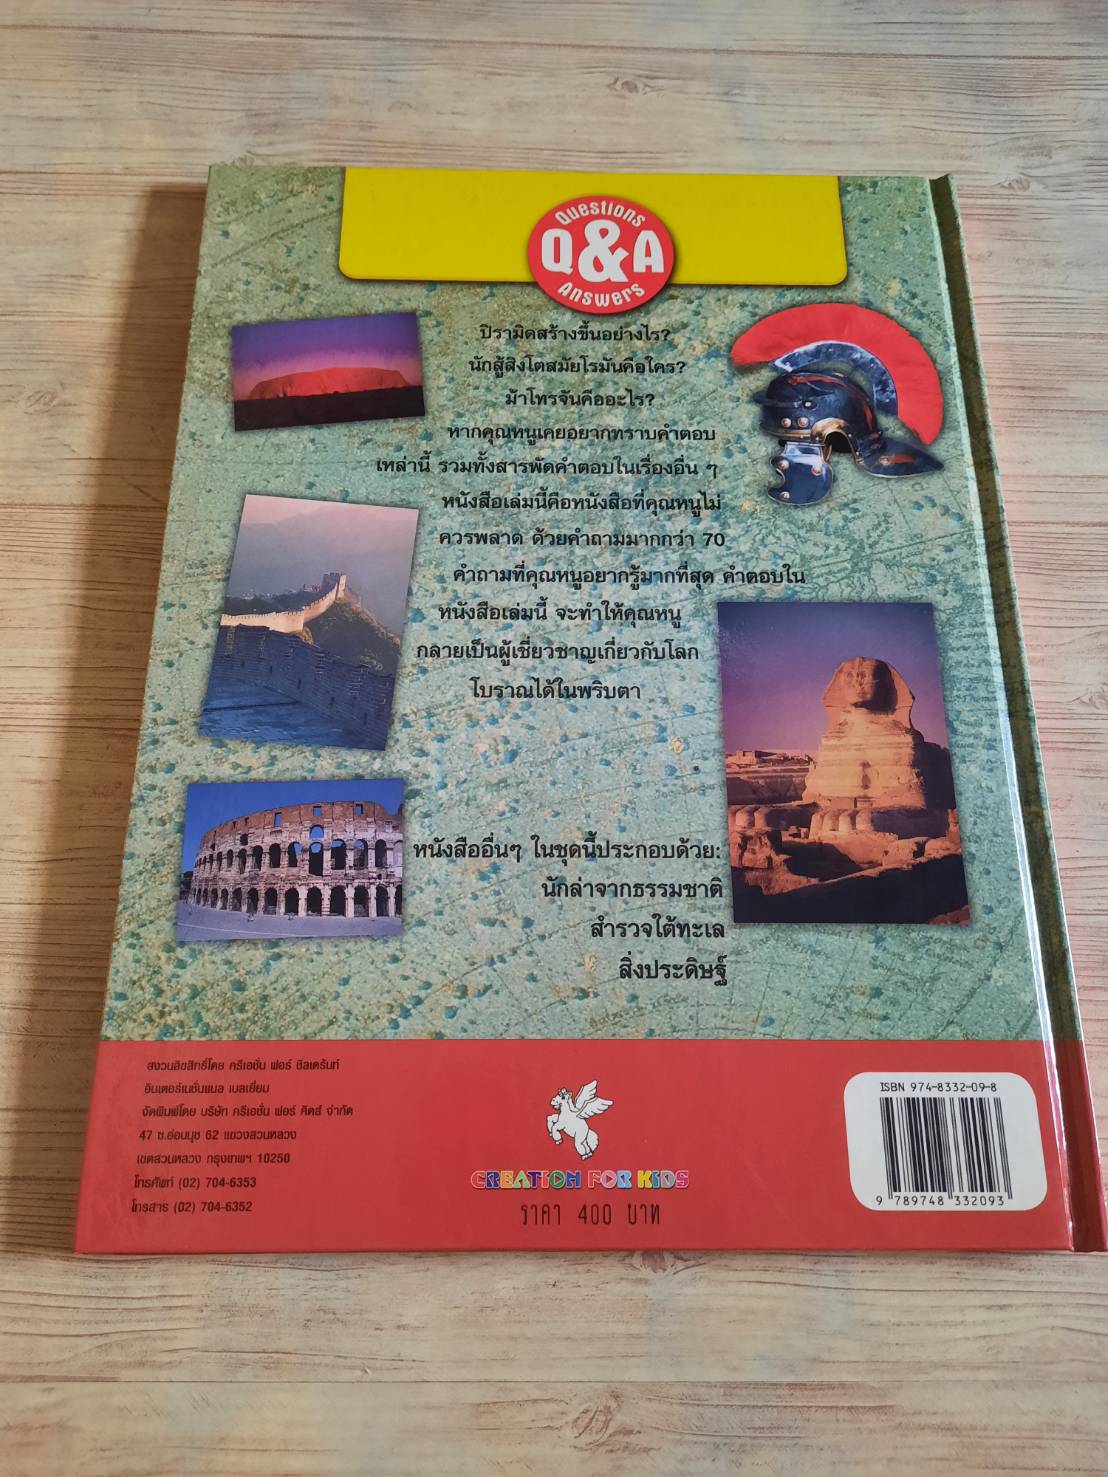 Questions
Q&A
Answers
ปิรามิดสร้างขึ้นอย่างไร?
นักสู้สิงโตสมัยโรมันคือใคร?
ม้าโทรจันคืออะไร?
หากคุณหนูเคยอยากทราบคำตอบ
เหล่านี้ รวมทั้งสารพัดคำตอบในเรื่องอื่น ๆ
หนังสือเล่มนี้คือหนังสือที่คุณหนูไม่
ควรพลาด ด้วยคำถามมากกว่า 70
คำถามที่คุณหนูอยากรู้มากที่สุด คำตอบใน
หนังสือเล่มนี้ จะทำให้คุณหนู
กลายเป็นผู้เชี่ยวชาญเกี่ยวกับโลก
โบราณได้ในพริบตา
หนังสืออื่นๆ ในชุดนี้ประกอบด้วย:
นักล่าจากธรรมชาติ
สำรวจใต้ทะเล
สิ่งประดิษฐ์
สงวนลิขสิทธิ์โดย ครีเอชั่น ฟอร์ ชิลเดร้นท์
อินเตอร์เนชั่นแนล เบลเยี่ยม
จัดพิมพ์โดย บริษัท ครีเอชั่น ฟอร์ คิดส์ จำกัด
47 ซ.อ่อนนุช 62 แขวงสวนหลวง
เขตสวนหลวง กรุงเทพฯ 10250
โทรศัพท์ (02) 704-6353
โทรสาร (02) 704-6352
CREATION FOR KIDS
ราคา 400 บาท
ISBN 974-8332-09-8
9 789748 332093